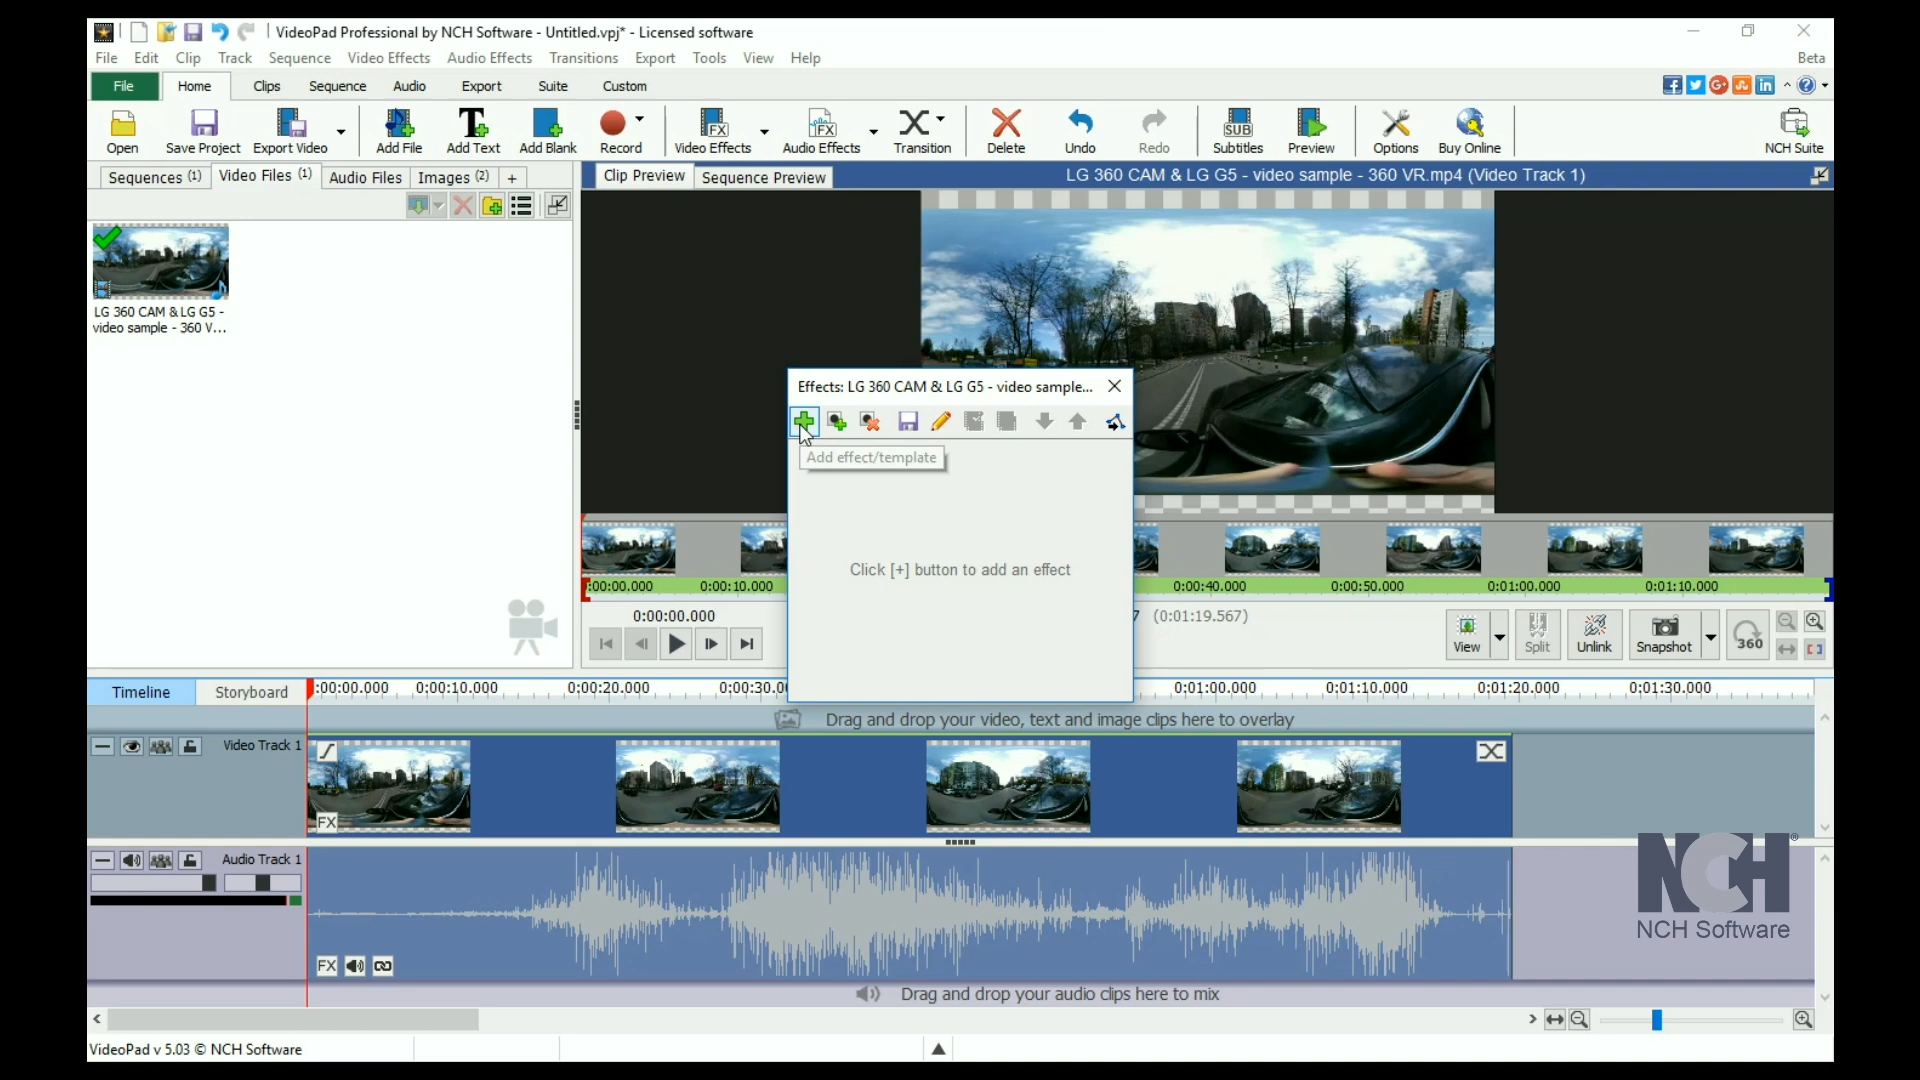 VideoPad Professional by NCH Software - Untitled.vpj* - Licensed software
File Edit Clip Track Sequence Video Effects Audio Effects Transitions Export Tools View Help Beta
File Home Clips Sequence Audio Export Suite Custom
Open Save Project Export Video Add File Add Text Add Blank Record Video Effects Audio Effects Transition Delete Undo Redo Subtitles Preview Options Buy Online NCH Suite
Sequences (1) Video Files (1) Audio Files Images (2) +
Clip Preview Sequence Preview LG 360 CAM & LG G5 - video sample - 360 VR.mp4 (Video Track 1)
LG 360 CAM & LG G5 -
video sample - 360 V...
Effects: LG 360 CAM & LG G5 - video sample...
Add effect/template
Click [+] button to add an effect
:00:00.000 0:00:10.000 0:00:40.000 0:00:50.000 0:01:00.000 0:01:10.000
0:00:00.000 7 (0:01:19.567)
View Split Unlink Snapshot 360
Timeline Storyboard :00:00.000 0:00:10.000 0:00:20.000 0:00:30.0 0:01:00.000 0:01:10.000 0:01:20.000 0:01:30.000
Drag and drop your video, text and image clips here to overlay
Video Track 1
FX
Audio Track 1
FX
NCH®
NCH Software
Drag and drop your audio clips here to mix
VideoPad v 5.03 © NCH Software